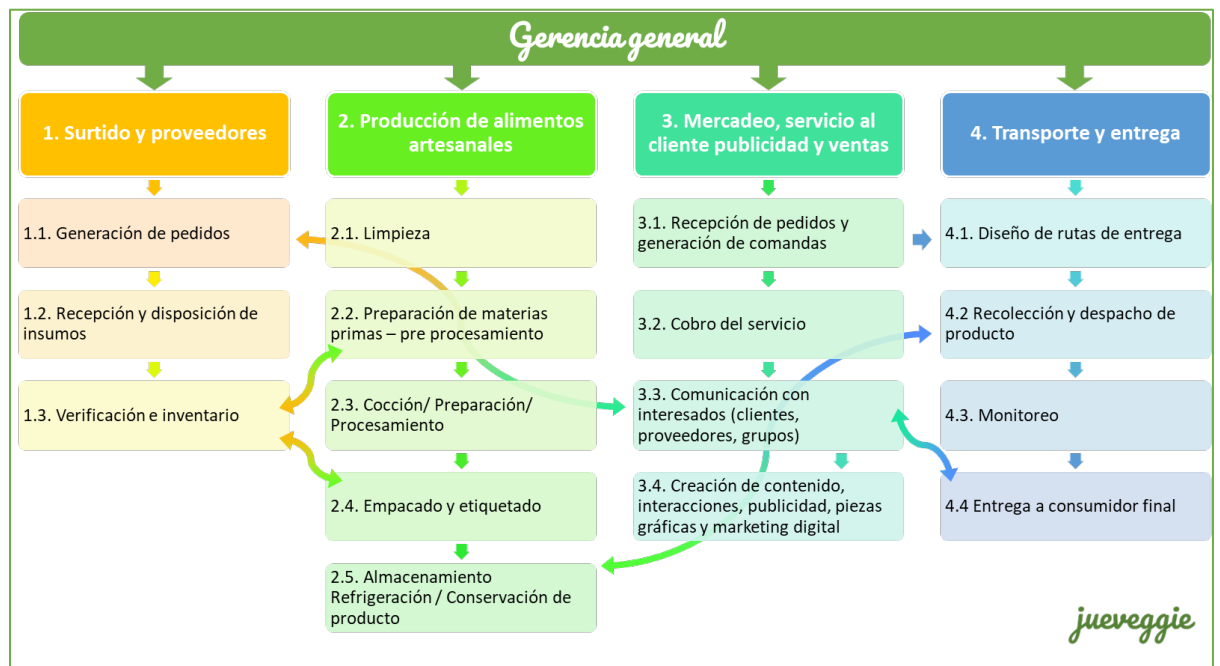 Gerencia general
1. Surtido y proveedores
1.1. Generación de pedidos
1.2. Recepción y disposición de
insumos
1.3. Verificación e inventario
2. Producción de alimentos
artesanales
2.1. Limpieza
2.2. Preparación de materias
primas – pre procesamiento
2.3. Cocción/ Preparación/
Procesamiento
2.4. Empacado y etiquetado
2.5. Almacenamiento
Refrigeración / Conservación de
producto
3. Mercadeo, servicio al
cliente publicidad y ventas
3.1. Recepción de pedidos y
generación de comandas
3.2. Cobro del servicio
3.3. Comunicación con
interesados (clientes,
proveedores, grupos)
3.4. Creación de contenido,
interacciones, publicidad, piezas
gráficas y marketing digital
4. Transporte y entrega
4.1. Diseño de rutas de entrega
4.2 Recolección y despacho de
producto
4.3. Monitoreo
4.4 Entrega a consumidor final
jueveggie